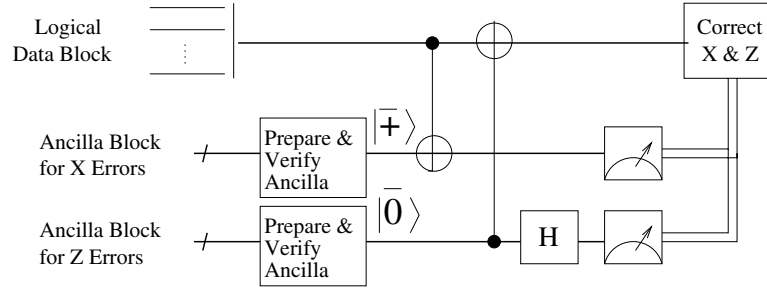 Logical
Data Block
Correct
X & Z
Ancilla Block
for X Errors
Prepare &
Verify
Ancilla
|+̅⟩
Ancilla Block
for Z Errors
Prepare &
Verify
Ancilla
|0̅⟩
H